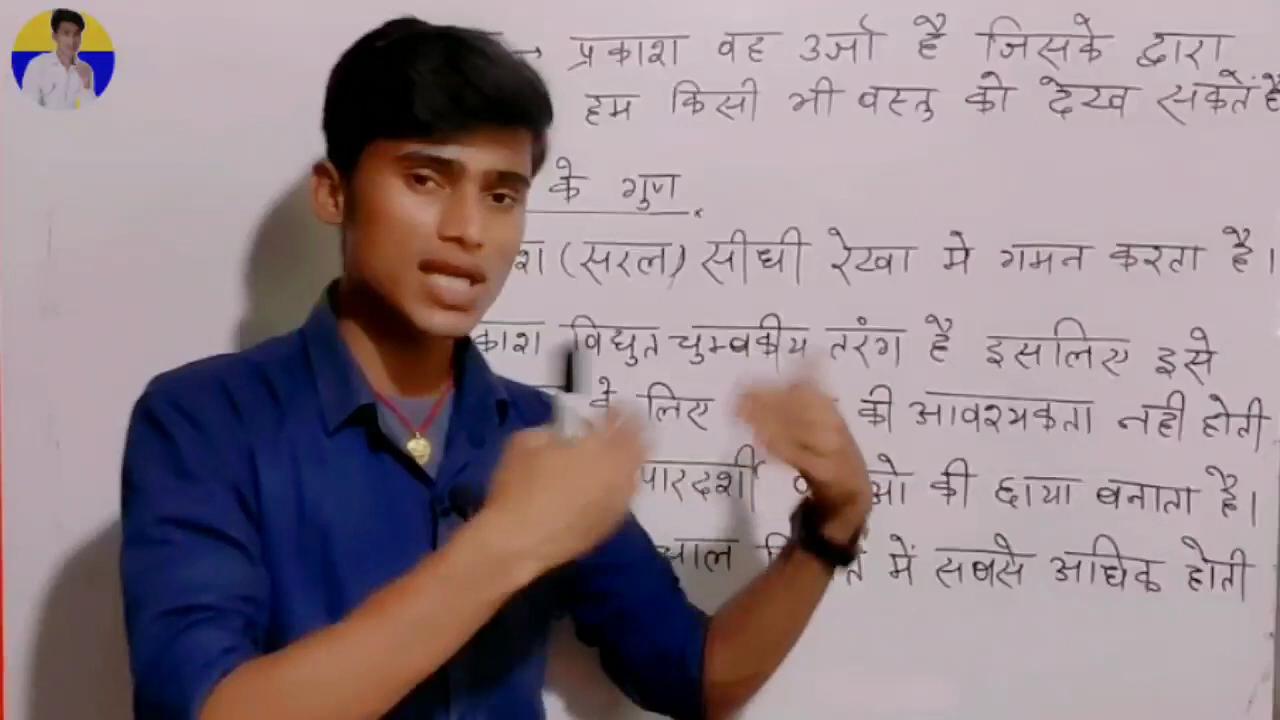 → प्रकाश वह उर्जा है जिसके द्वारा
हम किसी भी वस्तु को देख सकतें है
के गुण
(सरल) सीधी रेखा मे गमन करता है।
विद्युत चुम्वकीय तरंग है इसलिए इसे
के लिए की आवश्यकता नही होती
पारदर्शी की छाया बनाता है।
चाल में सबसे अधिक होती